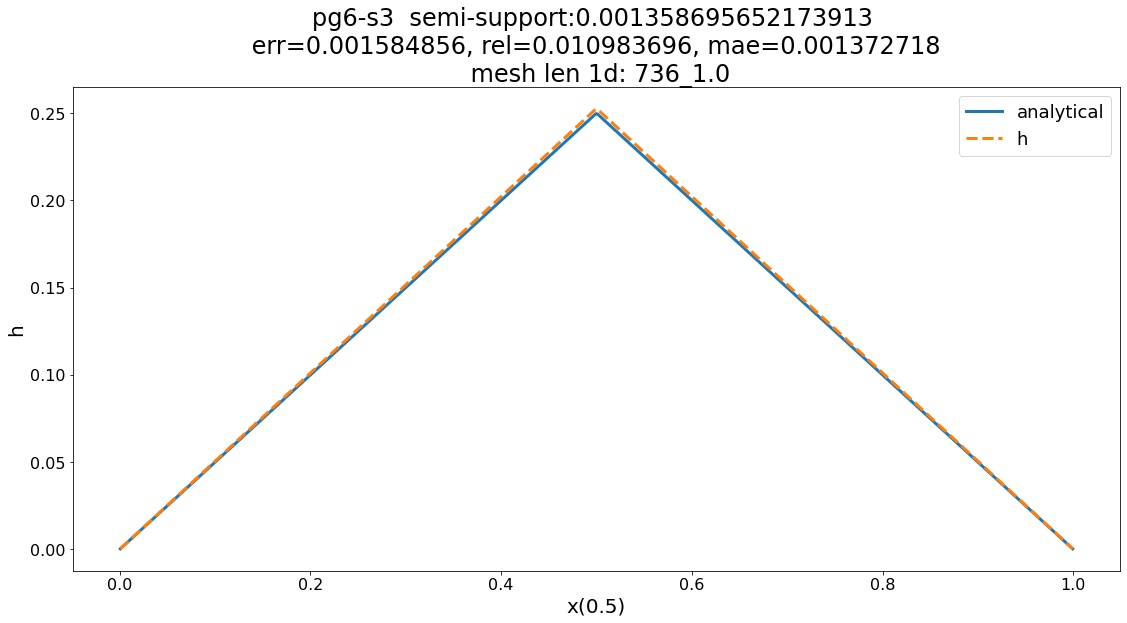 pg6-s3 semi-support:0.001358695652173913
err=0.001584856, rel=0.010983696, mae=0.001372718
mesh len 1d: 736_1.0
analytical
h
0.25
0.20
0.15
0.10
0.05
0.00
h
0.0 0.2 0.4 0.6 0.8 1.0
x(0.5)